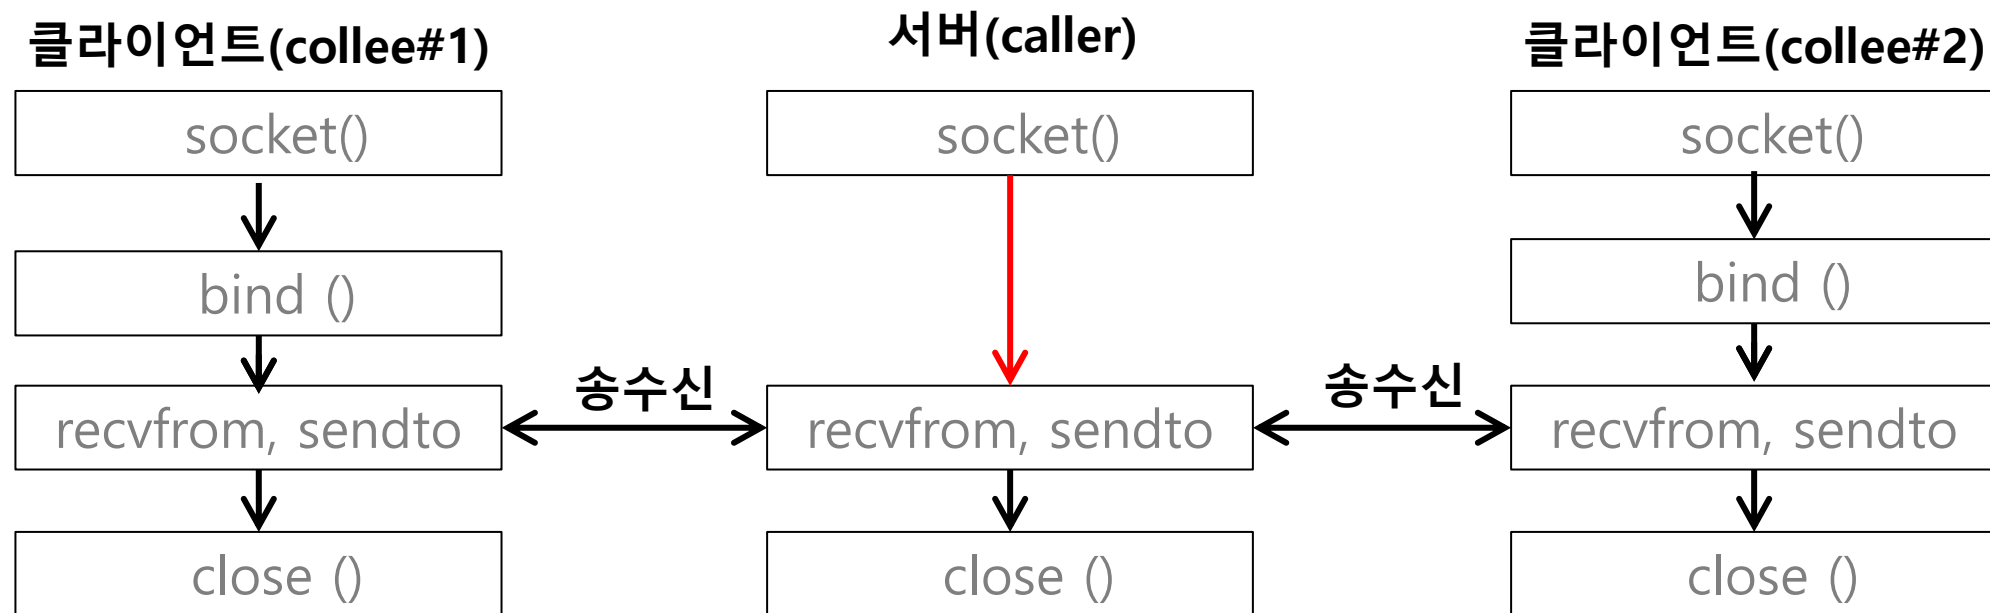 클라이언트(collee#1)
서버(caller)
클라이언트(collee#2)
socket()
socket()
socket()
bind ()
bind ()
송수신
송수신
recvfrom, sendto
recvfrom, sendto
recvfrom, sendto
close ()
close ()
close ()